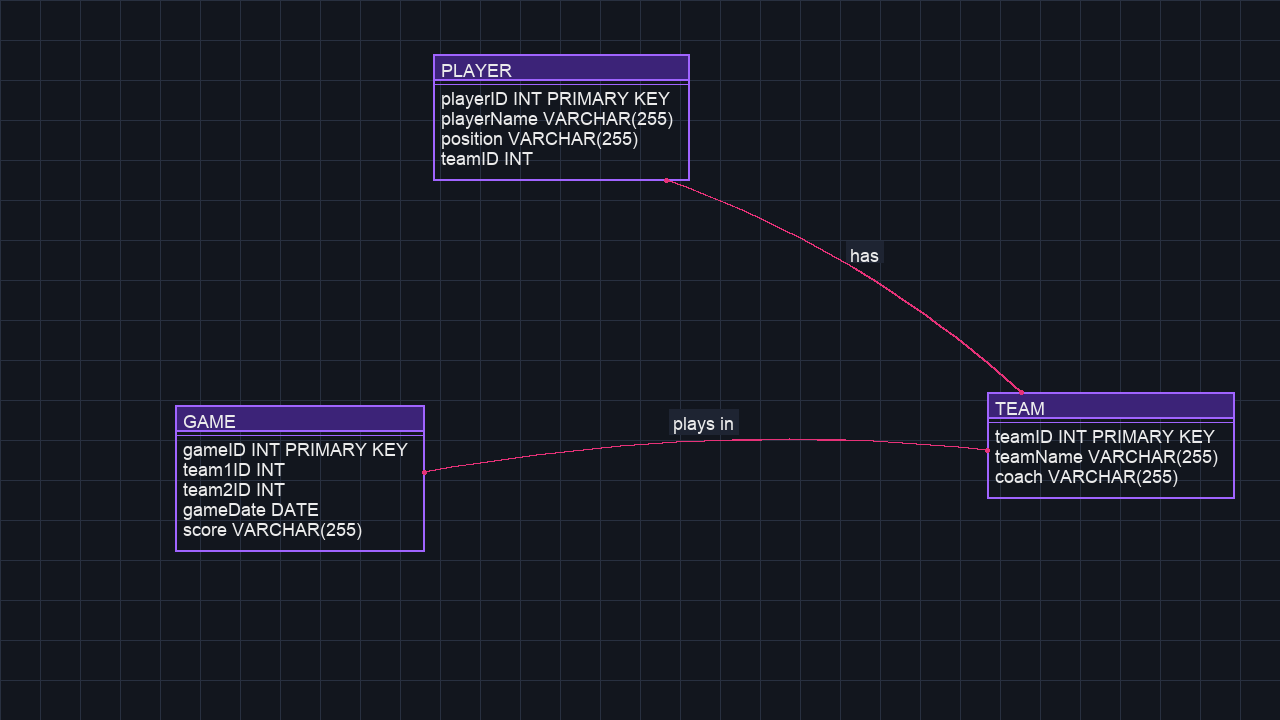 PLAYER
playerID INT PRIMARY KEY
playerName VARCHAR(255)
position VARCHAR(255)
teamID INT
has
GAME
gameID INT PRIMARY KEY
team1ID INT
team2ID INT
gameDate DATE
score VARCHAR(255)
plays in
TEAM
teamID INT PRIMARY KEY
teamName VARCHAR(255)
coach VARCHAR(255)